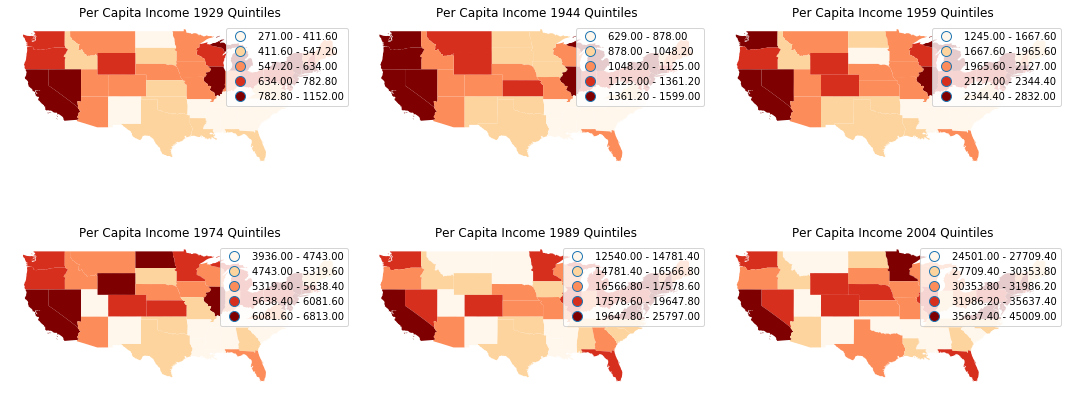 Per Capita Income 1929 Quintiles
271.00 - 411.60
411.60 - 547.20
547.20 - 634.00
634.00 - 782.80
782.80 - 1152.00
Per Capita Income 1944 Quintiles
629.00 - 878.00
878.00 - 1048.20
1048.20 - 1125.00
1125.00 - 1361.20
1361.20 - 1599.00
Per Capita Income 1959 Quintiles
1245.00 - 1667.60
1667.60 - 1965.60
1965.60 - 2127.00
2127.00 - 2344.40
2344.40 - 2832.00
Per Capita Income 1974 Quintiles
3936.00 - 4743.00
4743.00 - 5319.60
5319.60 - 5638.40
5638.40 - 6081.60
6081.60 - 6813.00
Per Capita Income 1989 Quintiles
12540.00 - 14781.40
14781.40 - 16566.80
16566.80 - 17578.60
17578.60 - 19647.80
19647.80 - 25797.00
Per Capita Income 2004 Quintiles
24501.00 - 27709.40
27709.40 - 30353.80
30353.80 - 31986.20
31986.20 - 35637.40
35637.40 - 45009.00